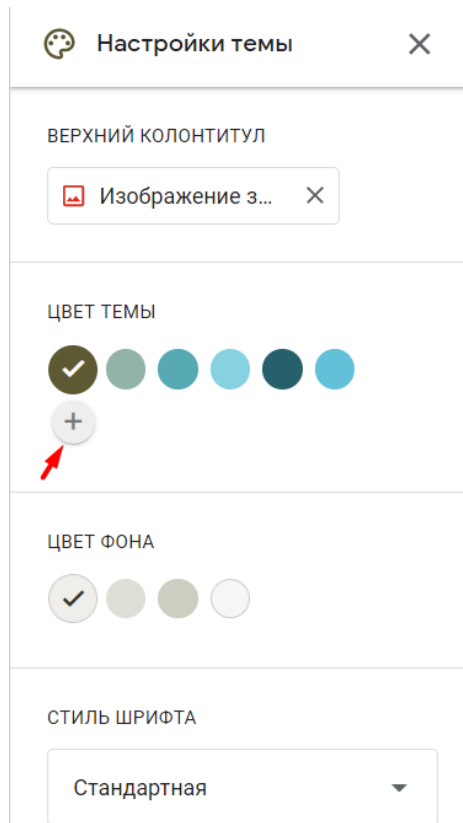 Настройки темы
ВЕРХНИЙ КОЛОНТИТУЛ
Изображение з...
ЦВЕТ ТЕМЫ
ЦВЕТ ФОНА
СТИЛЬ ШРИФТА
Стандартная